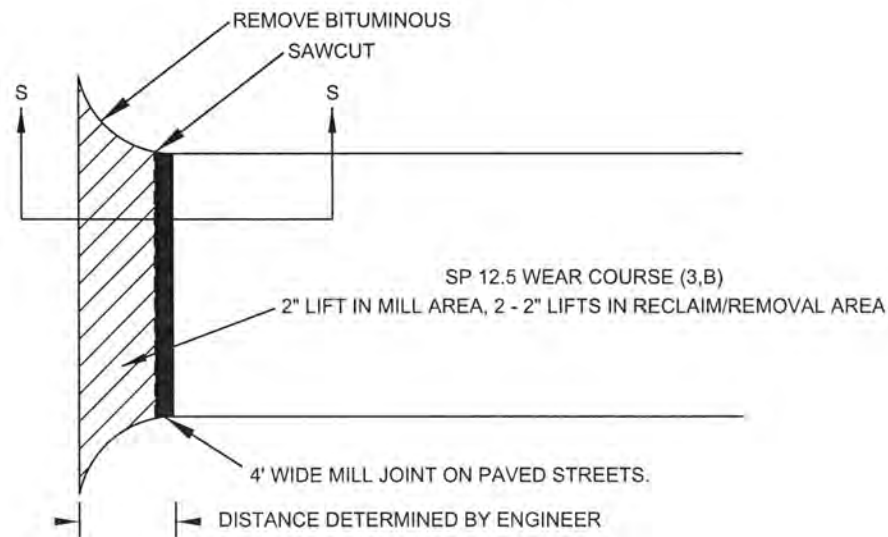 REMOVE BITUMINOUS
SAWCUT
S
S
SP 12.5 WEAR COURSE (3,B)
2" LIFT IN MILL AREA, 2 - 2" LIFTS IN RECLAIM/REMOVAL AREA
4' WIDE MILL JOINT ON PAVED STREETS.
DISTANCE DETERMINED BY ENGINEER